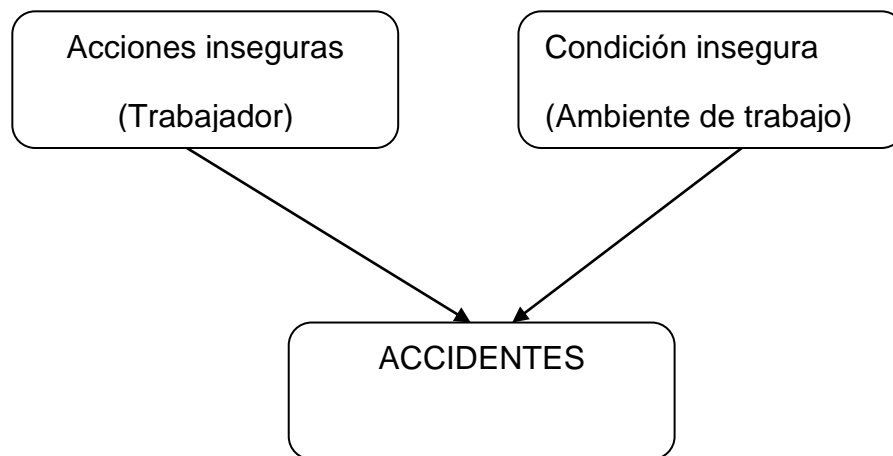 Acciones inseguras
(Trabajador)
Condición insegura
(Ambiente de trabajo)
ACCIDENTES